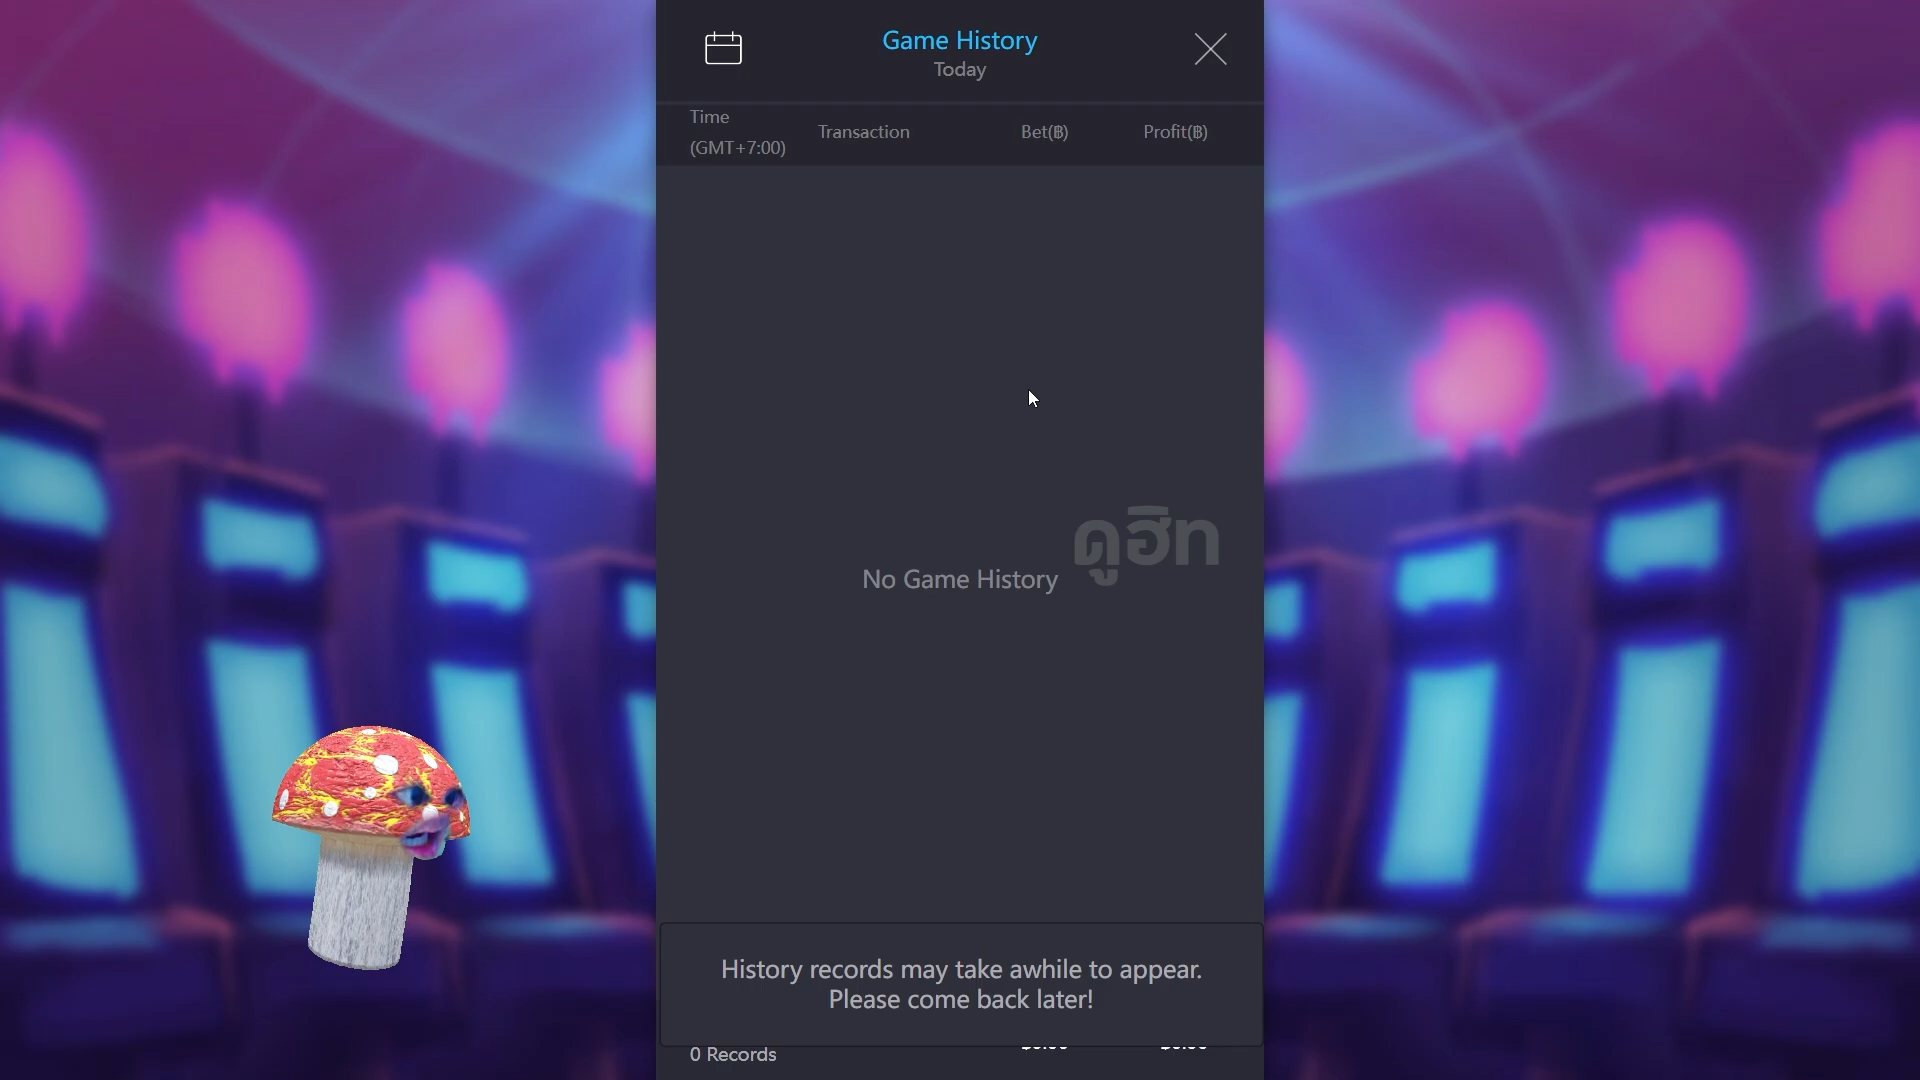 Game History
Today
Time
(GMT+7:00)
Transaction
Bet(฿)
Profit(฿)
ดูฮิท
No Game History
History records may take awhile to appear.
Please come back later!
0 Records